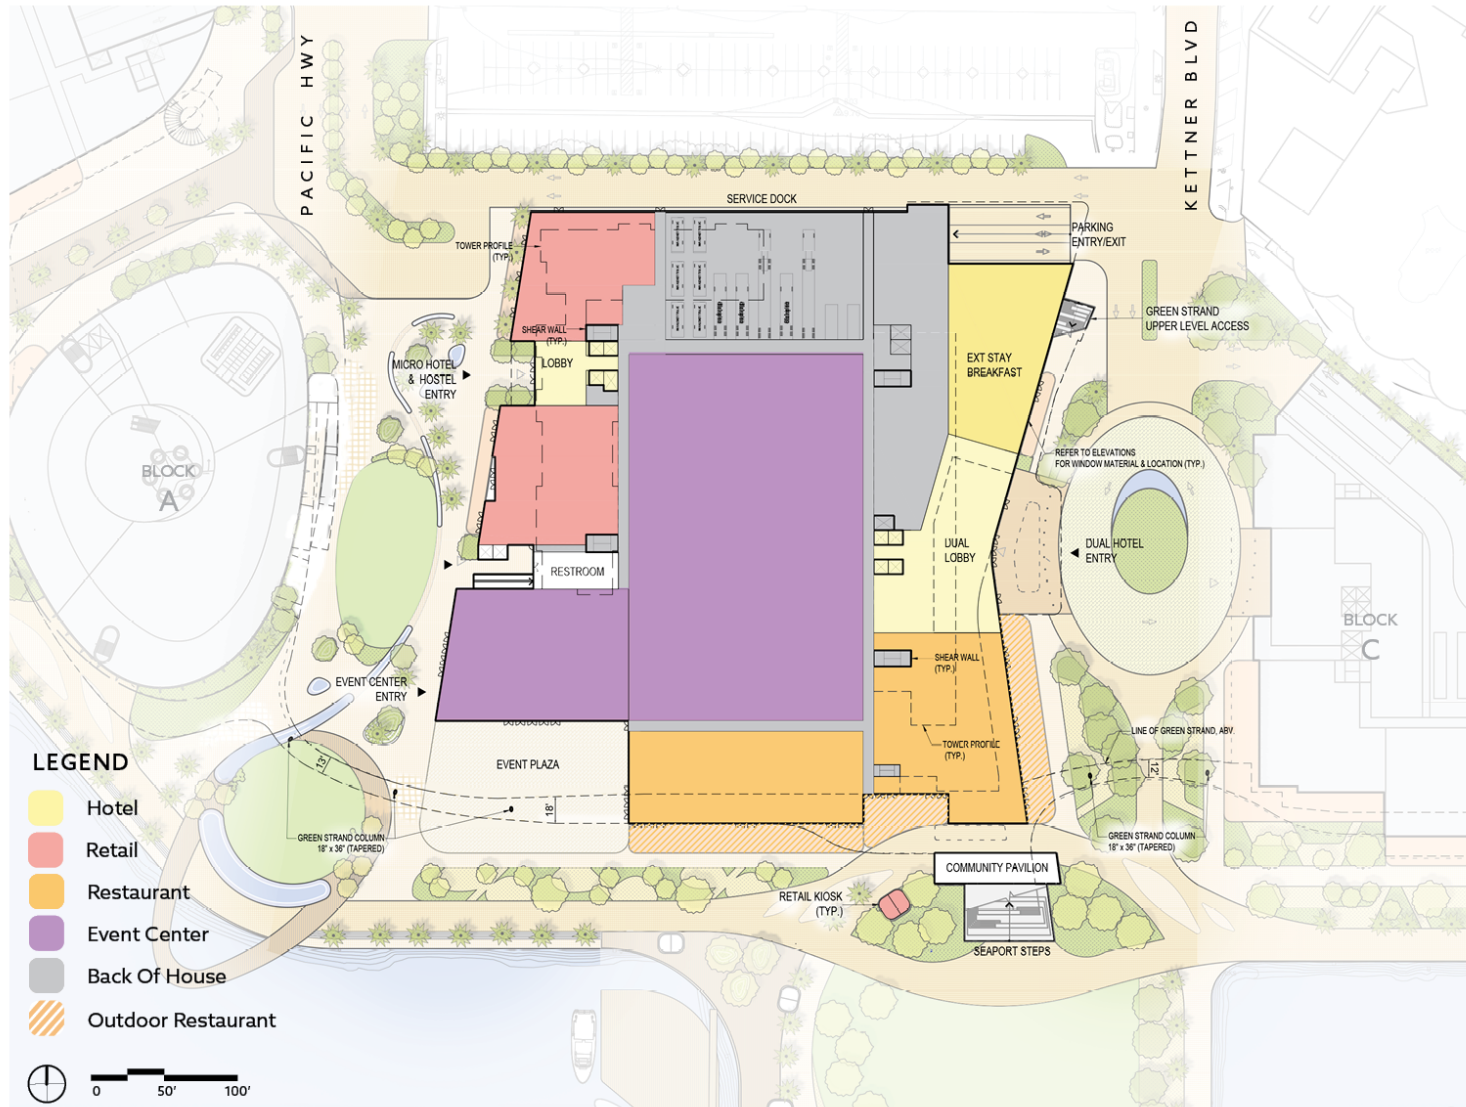 PACIFIC HWY
KETTNER BLVD
SERVICE DOCK
TOWER PROFILE
(TYP.)
PARKING
ENTRY/EXIT
GREEN STRAND
UPPER LEVEL ACCESS
SHEAR WALL
(TYP.)
LOBBY
MICRO HOTEL
& HOSTEL
ENTRY
EXT STAY
BREAKFAST
REFER TO ELEVATIONS
FOR WINDOW MATERIAL & LOCATION (TYP.)
BLOCK
A
DUAL
LOBBY
DUAL HOTEL
ENTRY
RESTROOM
BLOCK
C
SHEAR WALL
(TYP.)
EVENT CENTER
ENTRY
LINE OF GREEN STRAND, ABV.
TOWER PROFILE
(TYP.)
EVENT PLAZA
13'
12'
18'
GREEN STRAND COLUMN
18" x 36" (TAPERED)
GREEN STRAND COLUMN
18" x 36" (TAPERED)
COMMUNITY PAVILION
RETAIL KIOSK
(TYP.)
SEAPORT STEPS
LEGEND
Hotel
Retail
Restaurant
Event Center
Back Of House
Outdoor Restaurant
0 50' 100'